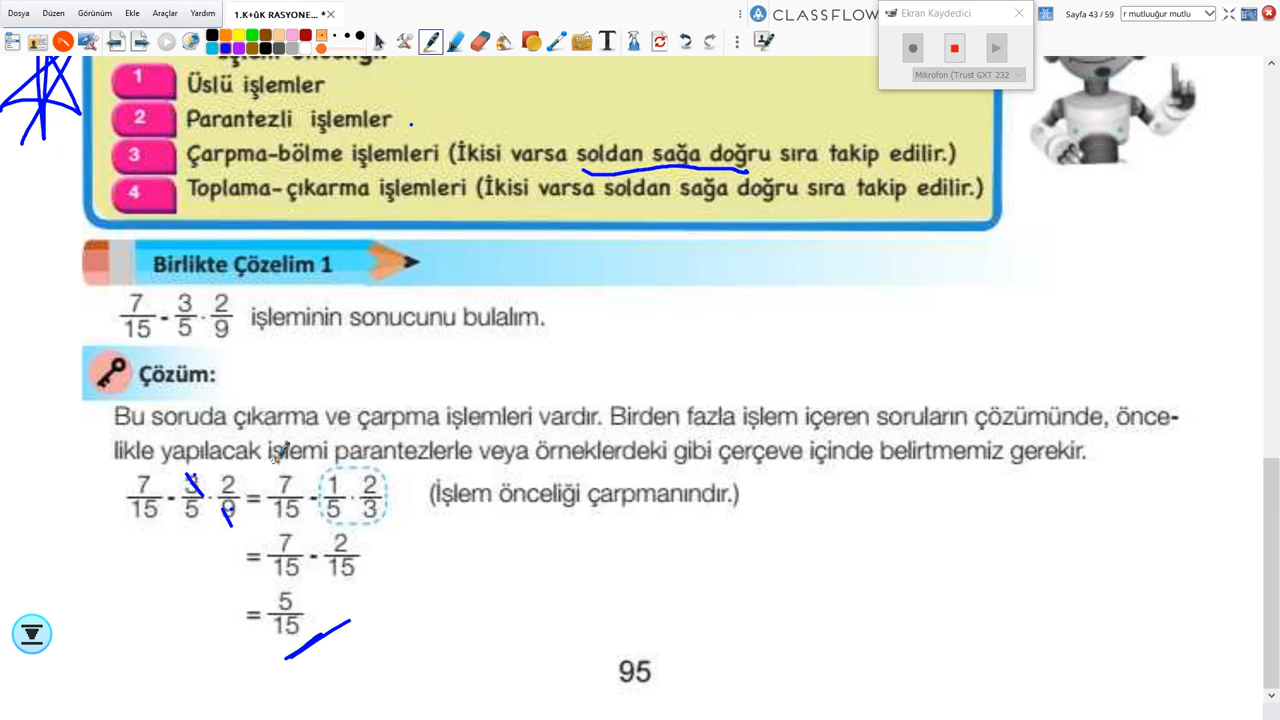 Dosya Düzen Görünüm Ekle Araçlar Yardım
1.K+ûK RASYONE... *
CLASSFLOW
Ekran Kaydedici
Sayfa 43 / 59
r mutluuğur mutlu
Mikrofon (Trust GXT 232
1 Üslü işlemler
2 Parantezli işlemler
3 Çarpma-bölme işlemleri (İkisi varsa soldan sağa doğru sıra takip edilir.)
4 Toplama-çıkarma işlemleri (İkisi varsa soldan sağa doğru sıra takip edilir.)
Birlikte Çözelim 1
7/15 - 3/5 · 2/9 işleminin sonucunu bulalım.
Çözüm:
Bu soruda çıkarma ve çarpma işlemleri vardır. Birden fazla işlem içeren soruların çözümünde, önce-
likle yapılacak işlemi parantezlerle veya örneklerdeki gibi çerçeve içinde belirtmemiz gerekir.
7/15 - 3/5 · 2/9 = 7/15 - 1/5 · 2/3 (İşlem önceliği çarpmanındır.)
= 7/15 - 2/15
= 5/15
95